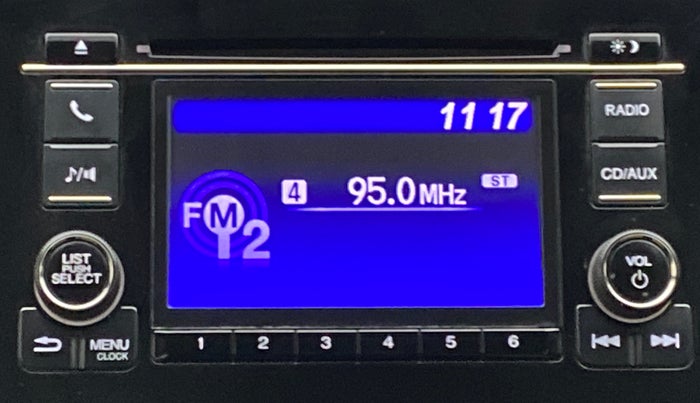 11 17
RADIO
4 95.0 MHz ST
CD/AUX
FM 2
LIST
PUSH
SELECT
VOL
MENU
CLOCK
1 2 3 4 5 6